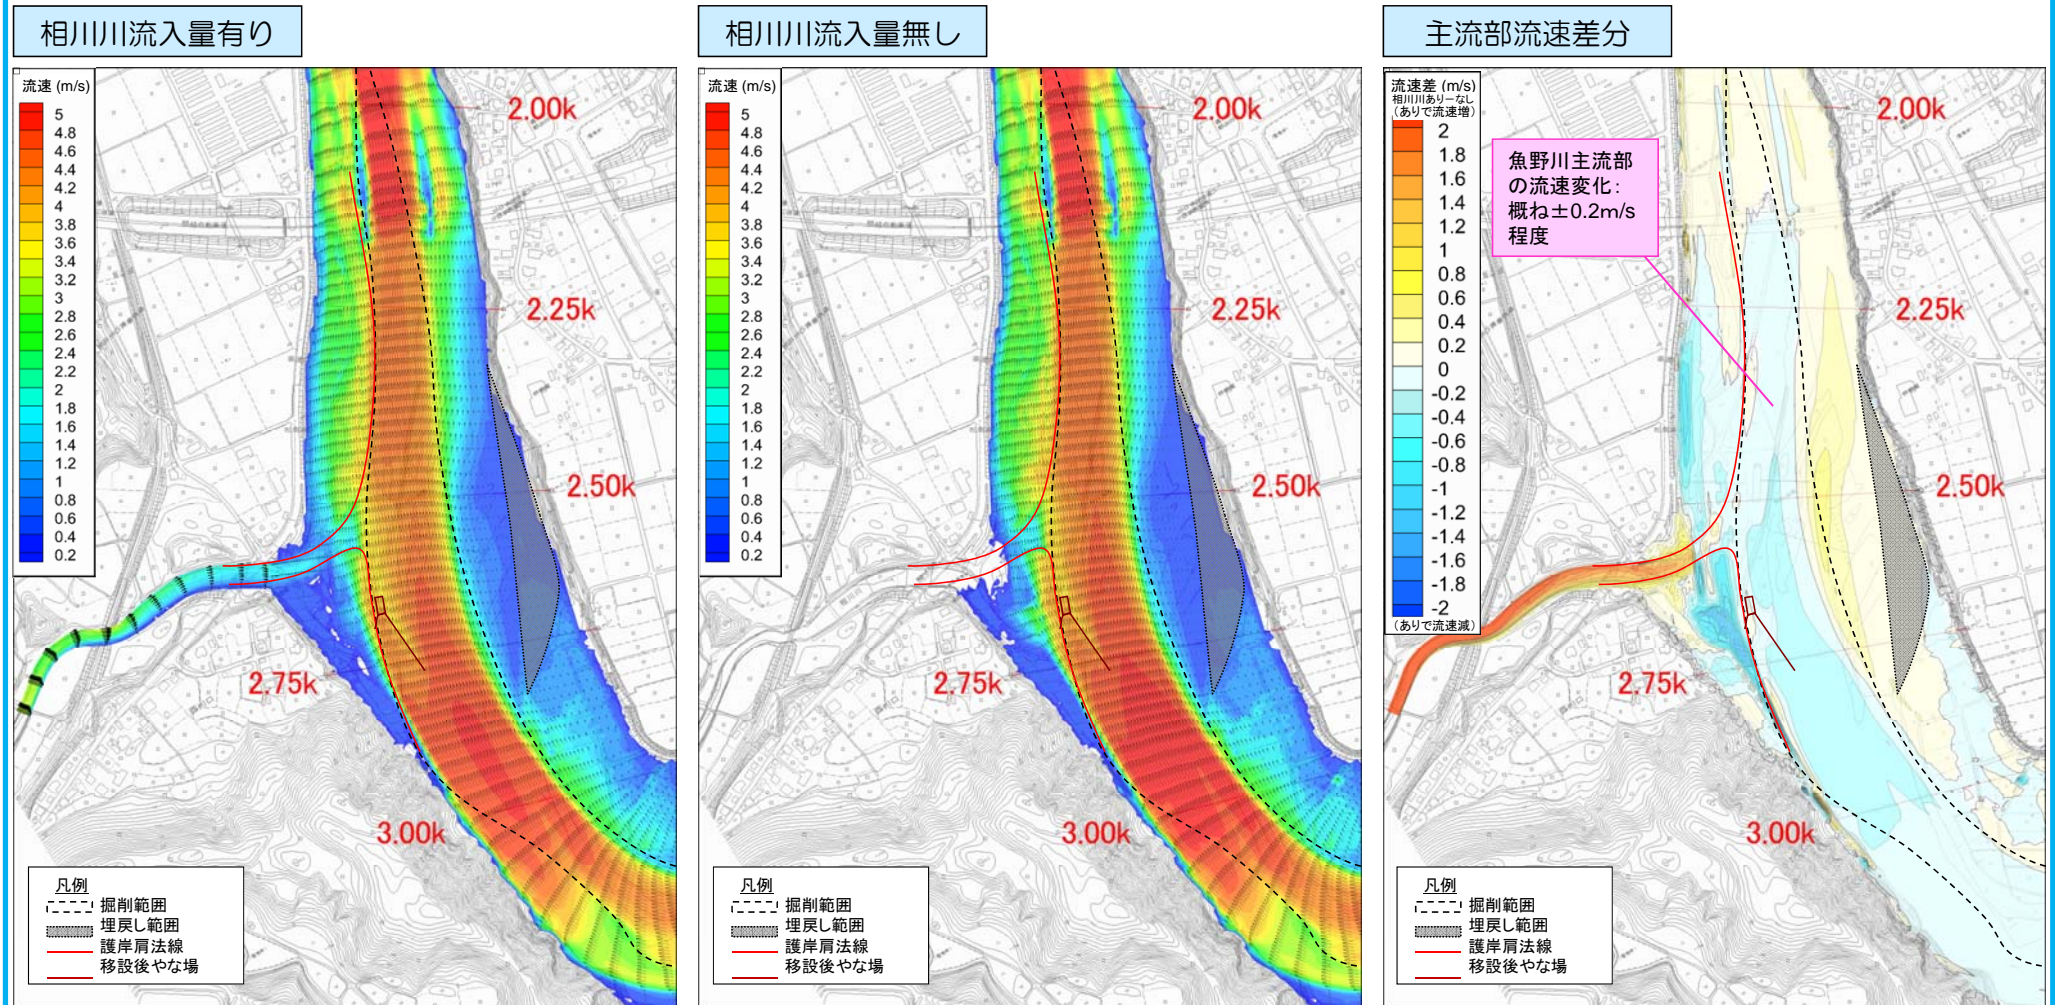 相川川流入量有り
流速 (m/s)
5
4.8
4.6
4.4
4.2
4
3.8
3.6
3.4
3.2
3
2.8
2.6
2.4
2.2
2
1.8
1.6
1.4
1.2
1
0.8
0.6
0.4
0.2
2.00k
2.25k
2.50k
2.75k
3.00k
凡例
掘削範囲
埋戻し範囲
護岸肩法線
移設後やな場
相川川流入量無し
流速 (m/s)
5
4.8
4.6
4.4
4.2
4
3.8
3.6
3.4
3.2
3
2.8
2.6
2.4
2.2
2
1.8
1.6
1.4
1.2
1
0.8
0.6
0.4
0.2
2.00k
2.25k
2.50k
2.75k
3.00k
凡例
掘削範囲
埋戻し範囲
護岸肩法線
移設後やな場
主流部流速差分
流速差 (m/s)
相川川ありーなし
（ありで流速増）
2
1.8
1.6
1.4
1.2
1
0.8
0.6
0.4
0.2
0
-0.2
-0.4
-0.6
-0.8
-1
-1.2
-1.4
-1.6
-1.8
-2
（ありで流速減）
魚野川主流部
の流速変化：
概ね±0.2m/s
程度
2.00k
2.25k
2.50k
2.75k
3.00k
凡例
掘削範囲
埋戻し範囲
護岸肩法線
移設後やな場